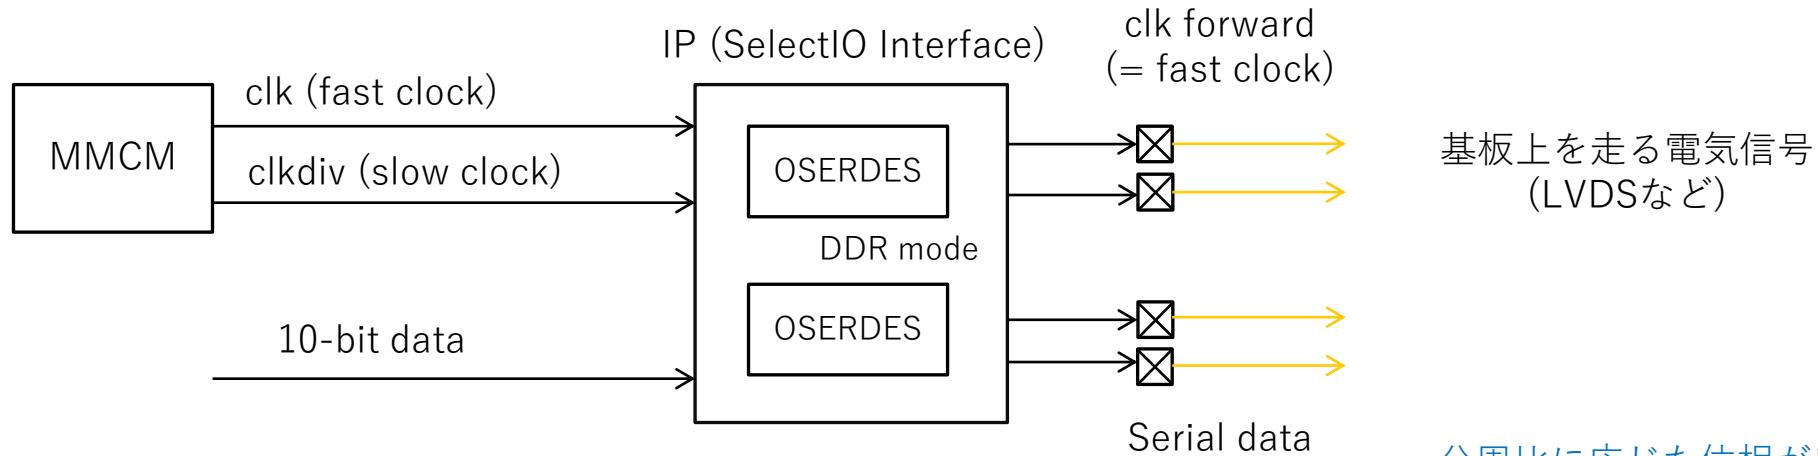 IP (SelectIO Interface)
clk forward
(= fast clock)
clk (fast clock)
MMCM
clkdiv (slow clock)
OSERDES
DDR mode
OSERDES
10-bit data
Serial data
基板上を走る電気信号
(LVDSなど)